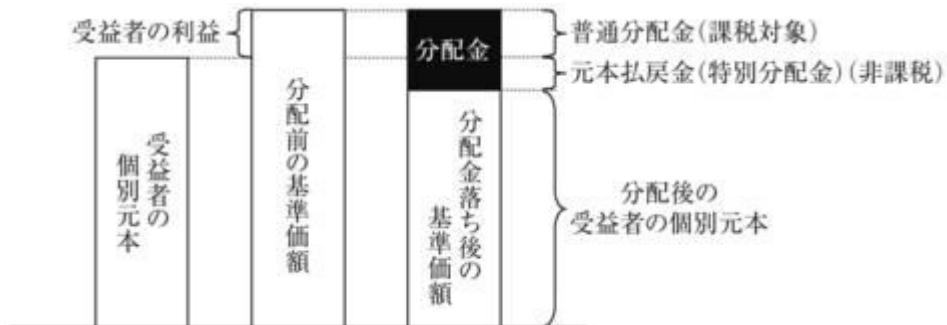 受益者の利益
受益者の
個別元本
分配前の基準価額
分配金
分配金落ち後の
基準価額
普通分配金(課税対象)
元本払戻金(特別分配金)(非課税)
分配後の
受益者の個別元本